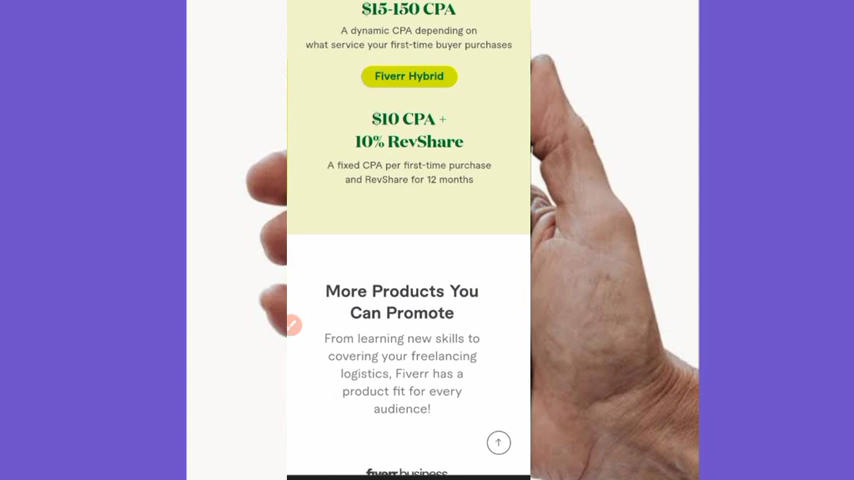 $15-150 CPA
A dynamic CPA depending on
what service your first-time buyer purchases
Fiverr Hybrid
$10 CPA +
10% RevShare
A fixed CPA per first-time purchase
and RevShare for 12 months
More Products You
Can Promote
From learning new skills to
covering your freelancing
logistics, Fiverr has a
product fit for every
audience!
fiverr business